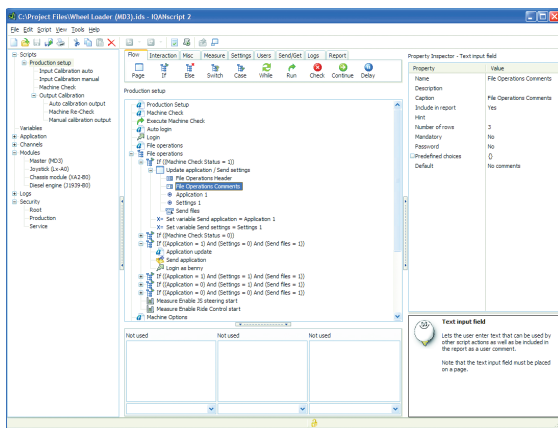 C:\Project Files\Wheel Loader (MD3).ids - IQANscript 2
File Edit Script View Tools Help
Scripts
Production setup
Input Calibration auto
Input Calibration manual
Machine Check
Output Calibration
Auto calibration output
Machine Re-Check
Manual calibration output
Variables
Application
Channels
Modules
Master (MD3)
Joystick (Lx-A0)
Chassis module (XA2-B0)
Diesel engine (J1939-B0)
Logs
Security
Root
Production
Service
Flow Interaction Misc Measure Settings Users Send/Get Logs Report
Page If Else Switch Case While Run Check Continue Delay
Production setup
Production Setup
Machine Check
Execute Machine Check
Auto login
Login
File operations
File operations
If ((Machine Check Status = 1))
Update application / Send settings
File Operations Header
File Operations Comments
Application 1
Settings 1
Send files
X= Set variable Send application = Application 1
X= Set variable Send settings = Settings 1
If ((Machine Check Status = 0))
If ((Application = 1) And (Settings = 0) And (Send files = 1))
Application update
Send application
Login as benny
If ((Application = 1) And (Settings = 1) And (Send files = 1))
If ((Application = 0) And (Settings = 1) And (Send files = 1))
If ((Application = 0) And (Settings = 0) And (Send files = 1))
Measure Enable JS steering start
Measure Enable Ride Control start
Machine Options
Not used Not used Not used
Property Inspector - Text input field
Property Value
Name File Operations Comments
Description
Caption File Operations Comments
Include in report Yes
Hint
Number of rows 3
Mandatory No
Password No
Predefined choices ()
Default No comments
Text input field
Lets the user enter text that can be used by
other script actions as well as be included in
the report as a user comment.
Note that the text input field must be placed
on a page.